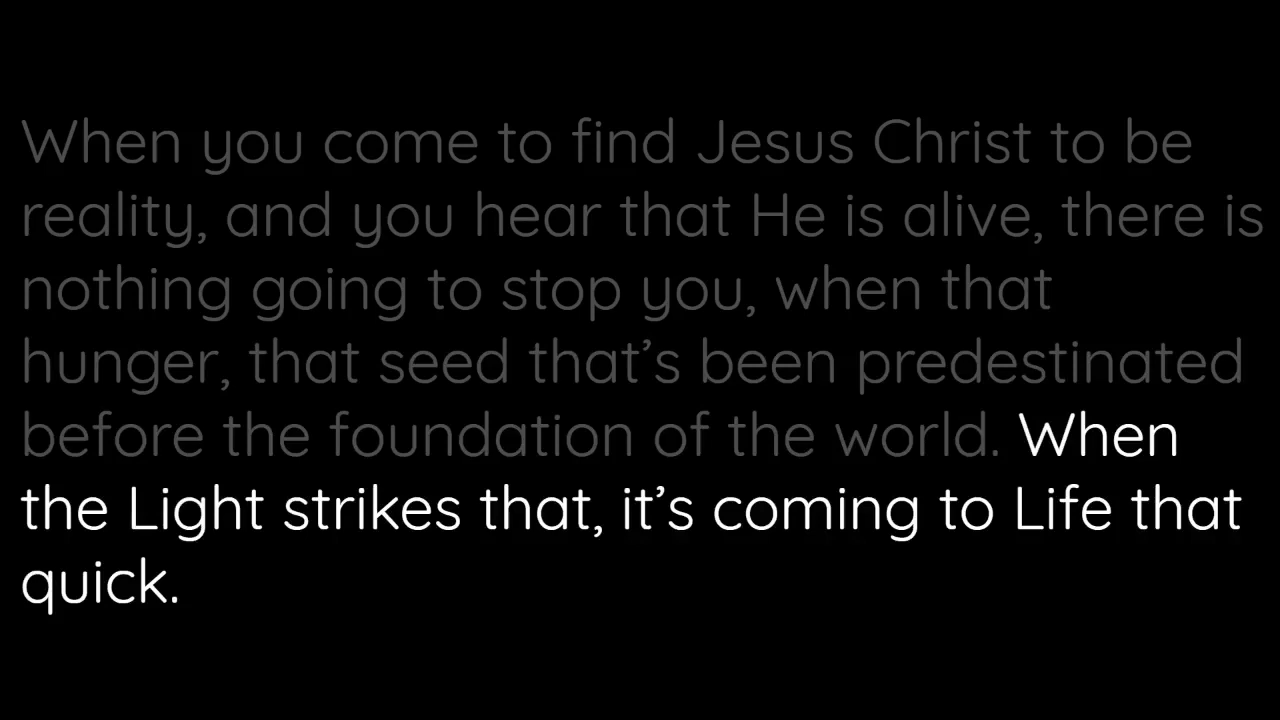 When you come to find Jesus Christ to be
reality, and you hear that He is alive, there is
nothing going to stop you, when that
hunger, that seed that’s been predestinated
before the foundation of the world. When
the Light strikes that, it’s coming to Life that
quick.